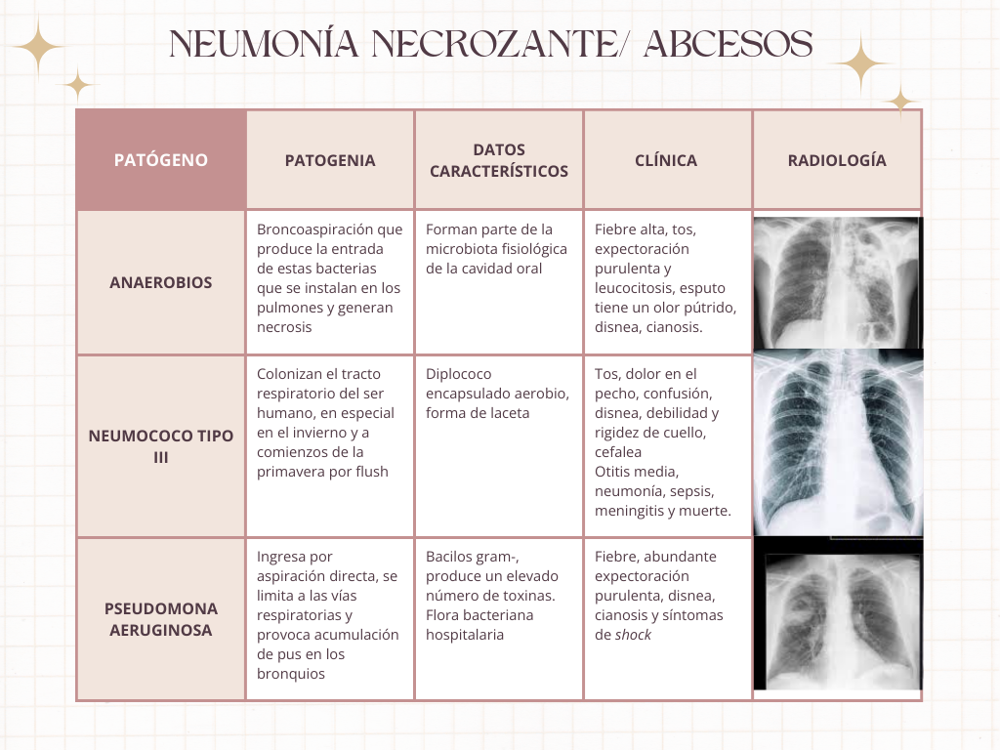 NEUMONÍA NECROZANTE/ ABCESOS
PATÓGENO
PATOGENIA
DATOS
CARACTERÍSTICOS
CLÍNICA
RADIOLOGÍA
ANAEROBIOS
Broncoaspiración que
produce la entrada
de estas bacterias
que se instalan en los
pulmones y generan
necrosis
Forman parte de la
microbiota fisiológica
de la cavidad oral
Fiebre alta, tos,
expectoración
purulenta y
leucocitosis, esputo
tiene un olor pútrido,
disnea, cianosis.
NEUMOCOCO TIPO
III
Colonizan el tracto
respiratorio del ser
humano, en especial
en el invierno y a
comienzos de la
primavera por flush
Diplococo
encapsulado aerobio,
forma de laceta
Tos, dolor en el
pecho, confusión,
disnea, debilidad y
rigidez de cuello,
cefalea
Otitis media,
neumonía, sepsis,
meningitis y muerte.
PSEUDOMONA
AERUGINOSA
Ingresa por
aspiración directa, se
limita a las vías
respiratorias y
provoca acumulación
de pus en los
bronquios
Bacilos gram-,
produce un elevado
número de toxinas.
Flora bacteriana
hospitalaria
Fiebre, abundante
expectoración
purulenta, disnea,
cianosis y síntomas
de shock